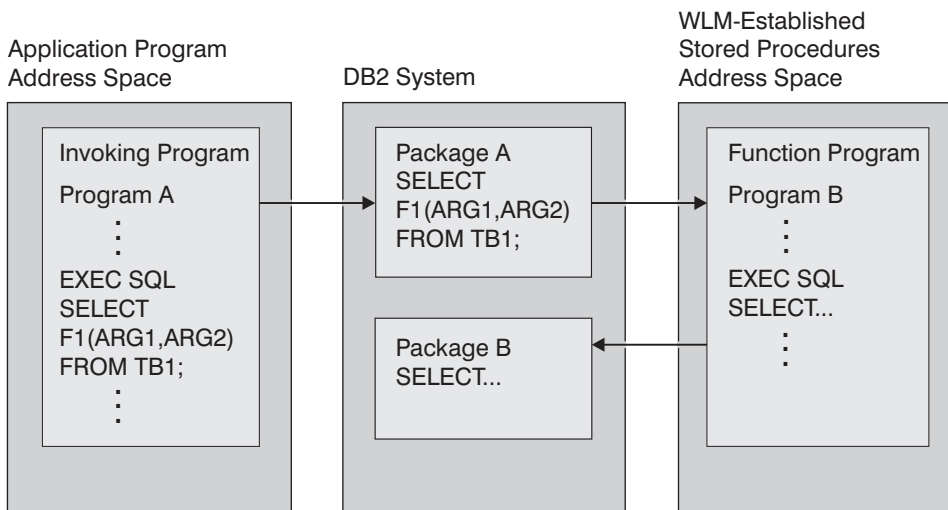 Application Program
Address Space
DB2 System
WLM-Established
Stored Procedures
Address Space
Invoking Program
Program A
EXEC SQL
SELECT
F1(ARG1,ARG2)
FROM TB1;
Package A
SELECT
F1(ARG1,ARG2)
FROM TB1;
Package B
SELECT...
Function Program
Program B
EXEC SQL
SELECT...